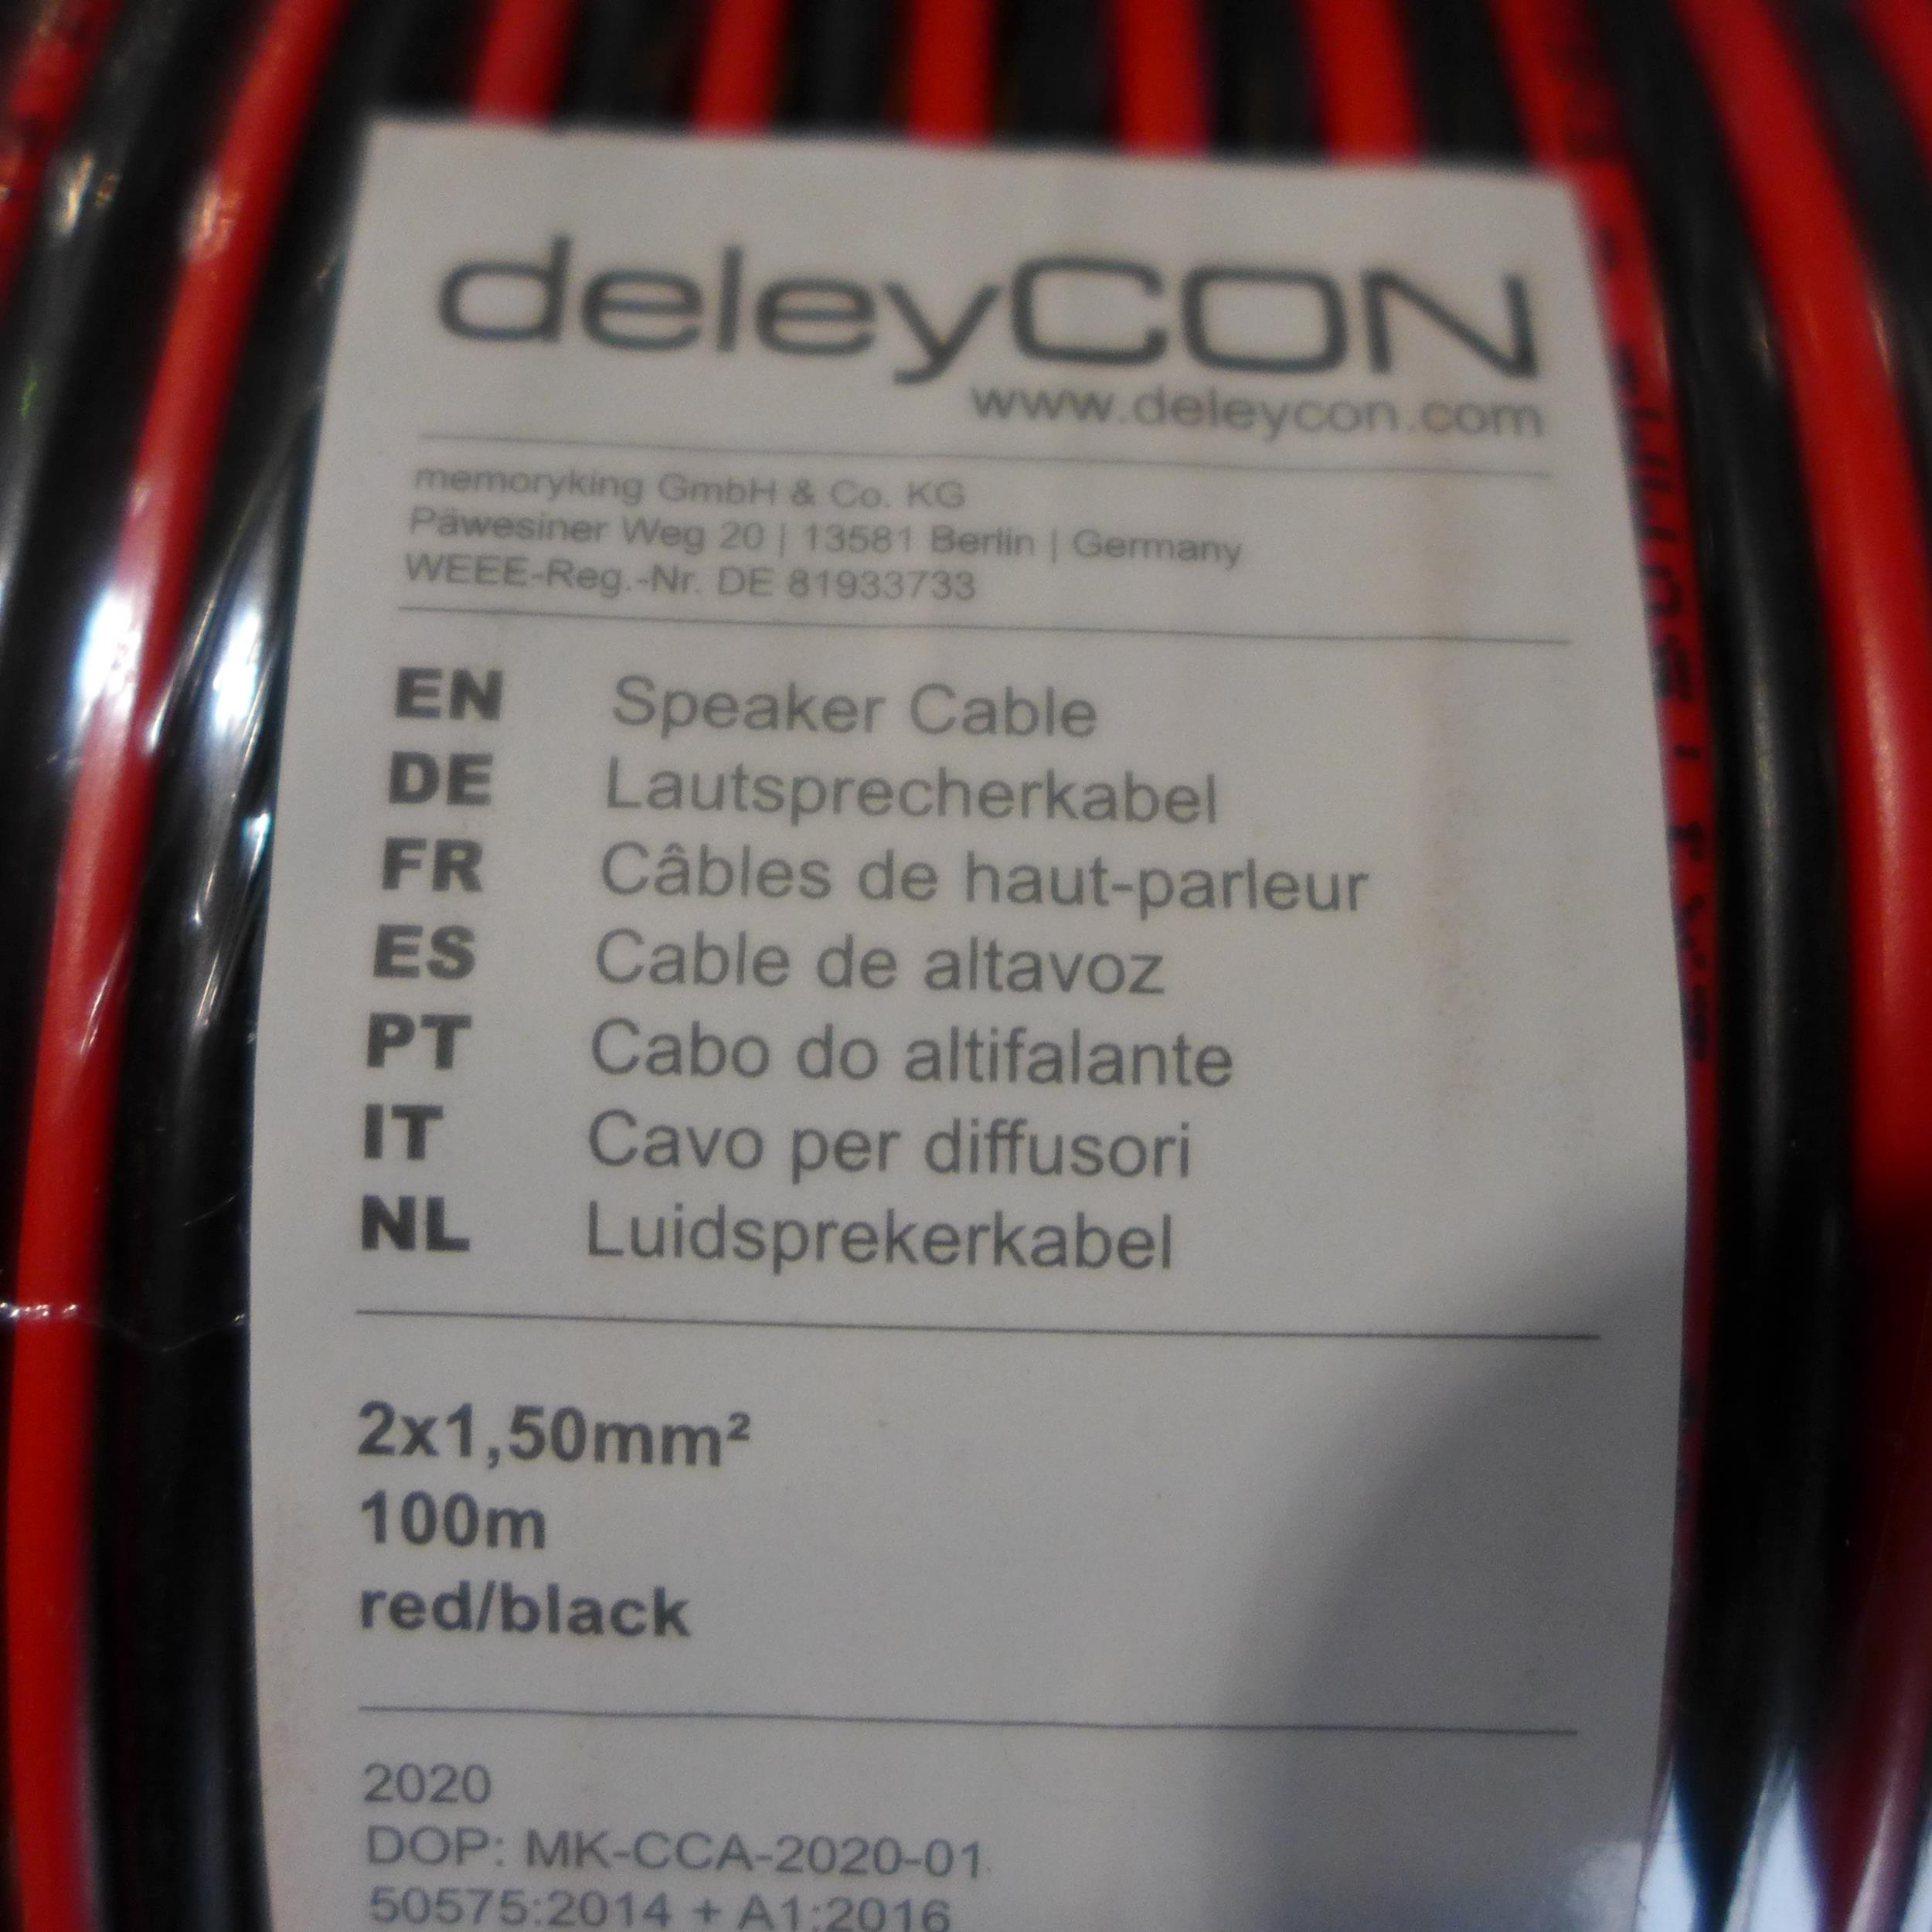 deleyCON
www.deleycon.com
memoryking GmbH & Co. KG
Päwesiner Weg 20 | 13581 Berlin | Germany
WEEE-Reg.-Nr. DE 81933733
EN Speaker Cable
DE Lautsprecherkabel
FR Câbles de haut-parleur
ES Cable de altavoz
PT Cabo do altifalante
IT Cavo per diffusori
NL Luidsprekerkabel
2x1,50mm²
100m
red/black
2020
DOP: MK-CCA-2020-01
50575:2014 + A1:2016